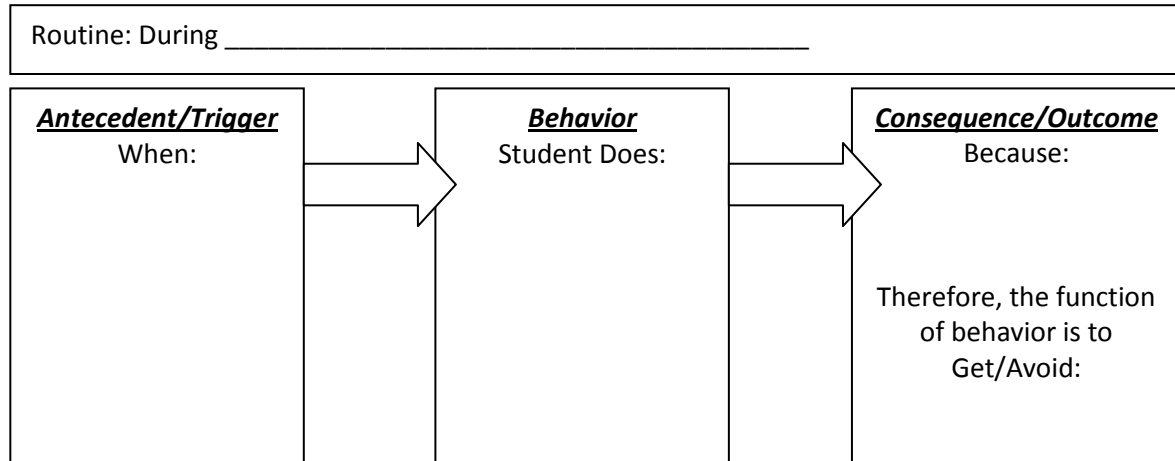 Routine: During ________________________________________
Antecedent/Trigger
When:
Behavior
Student Does:
Consequence/Outcome
Because:
Therefore, the function
of behavior is to
Get/Avoid: